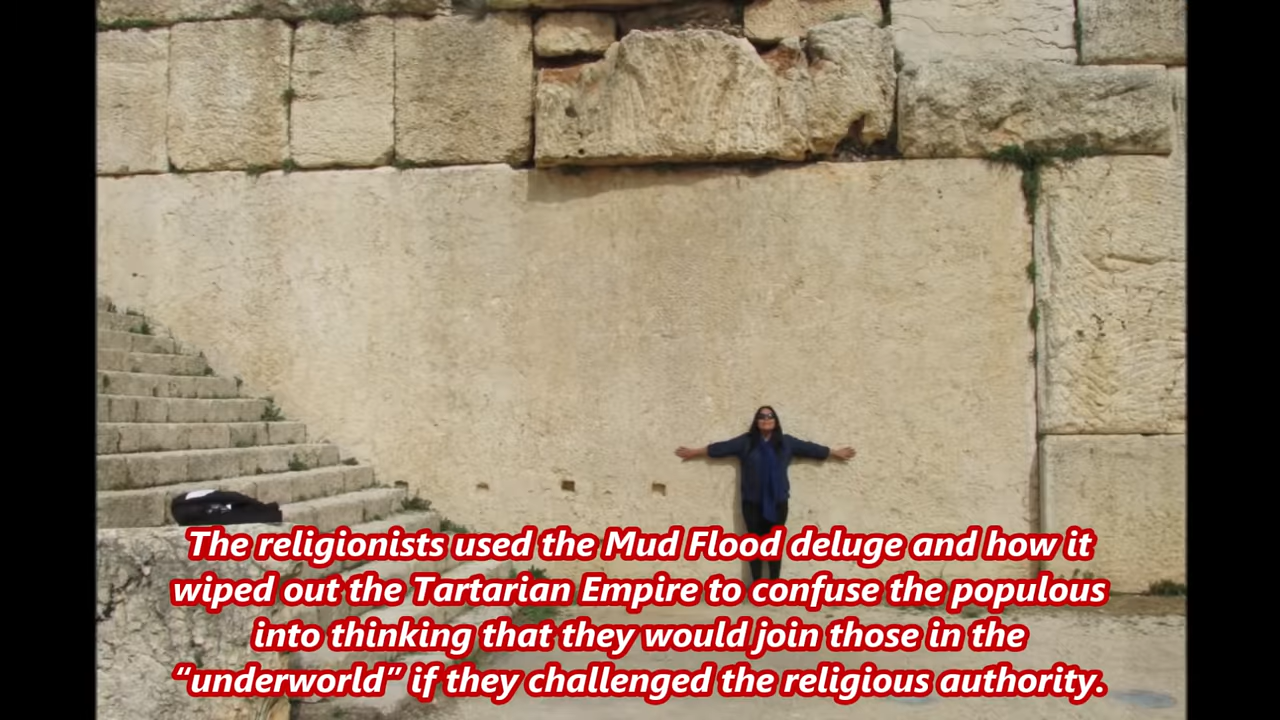 The religionists used the Mud Flood deluge and how it
wiped out the Tartarian Empire to confuse the populous
into thinking that they would join those in the
“underworld” if they challenged the religious authority.